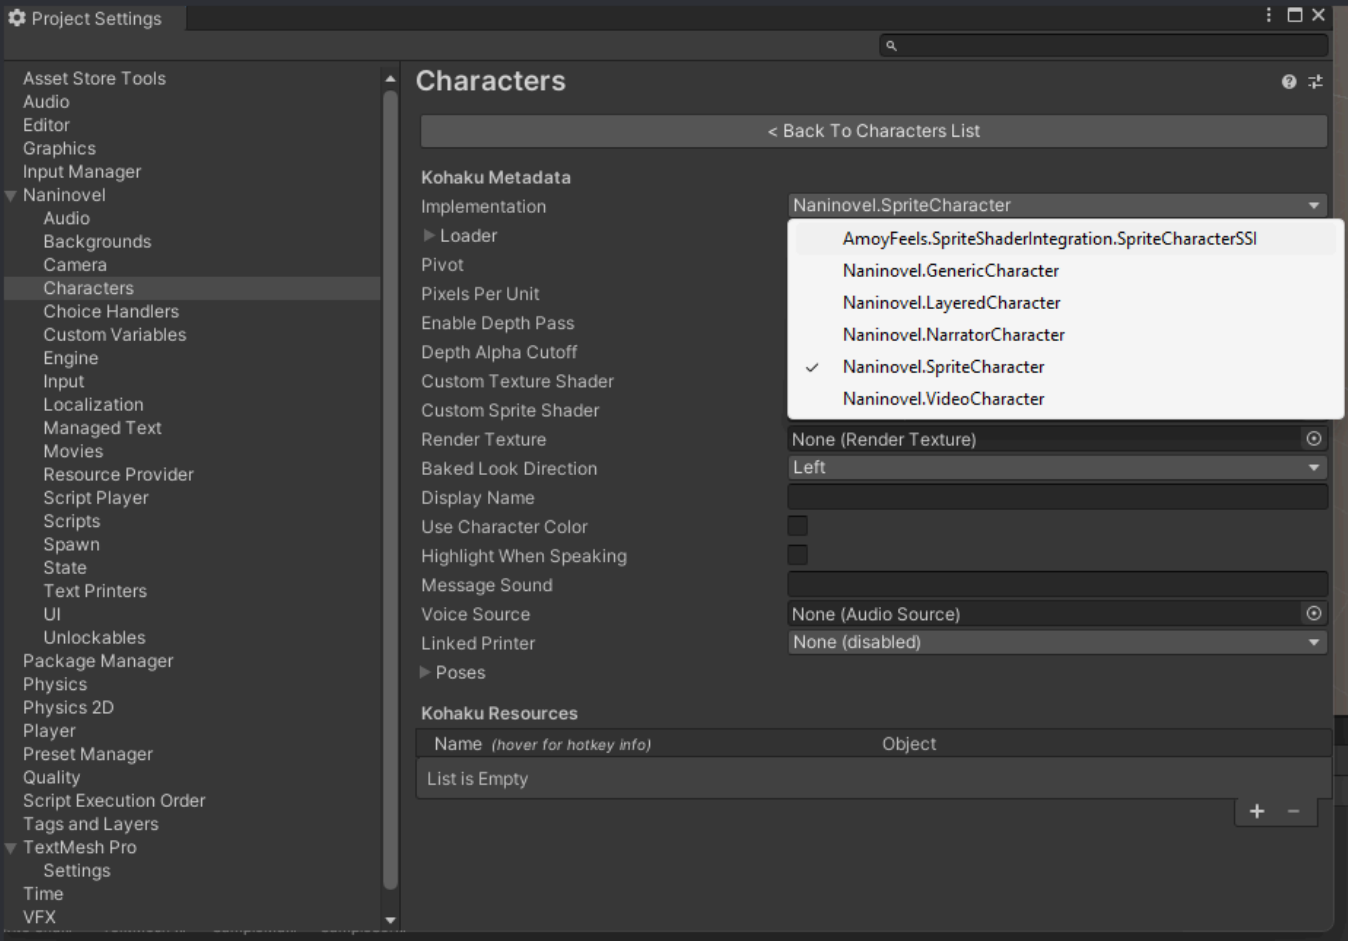 Project Settings
Asset Store Tools
Audio
Editor
Graphics
Input Manager
Naninovel
Audio
Backgrounds
Camera
Characters
Choice Handlers
Custom Variables
Engine
Input
Localization
Managed Text
Movies
Resource Provider
Script Player
Scripts
Spawn
State
Text Printers
UI
Unlockables
Package Manager
Physics
Physics 2D
Player
Preset Manager
Quality
Script Execution Order
Tags and Layers
TextMesh Pro
Settings
Time
VFX
Characters
< Back To Characters List
Kohaku Metadata
Implementation
Naninovel.SpriteCharacter
AmoyFeels.SpriteShaderIntegration.SpriteCharacterSSI
Naninovel.GenericCharacter
Naninovel.LayeredCharacter
Naninovel.NarratorCharacter
Naninovel.SpriteCharacter
Naninovel.VideoCharacter
Loader
Pivot
Pixels Per Unit
Enable Depth Pass
Depth Alpha Cutoff
Custom Texture Shader
Custom Sprite Shader
Render Texture None (Render Texture)
Baked Look Direction Left
Display Name
Use Character Color
Highlight When Speaking
Message Sound
Voice Source None (Audio Source)
Linked Printer None (disabled)
Poses
Kohaku Resources
Name (hover for hotkey info) Object
List is Empty